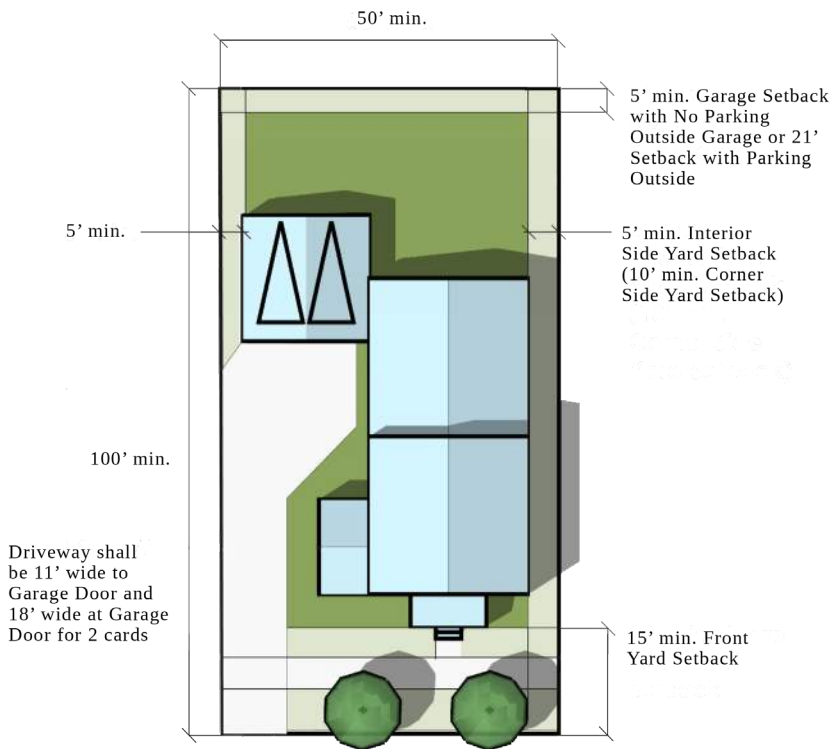 50’ min.
5’ min. Garage Setback
with No Parking
Outside Garage or 21’
Setback with Parking
Outside
5’ min.
5’ min. Interior
Side Yard Setback
(10’ min. Corner
Side Yard Setback)
100’ min.
Driveway shall
be 11’ wide to
Garage Door and
18’ wide at Garage
Door for 2 cards
15’ min. Front
Yard Setback